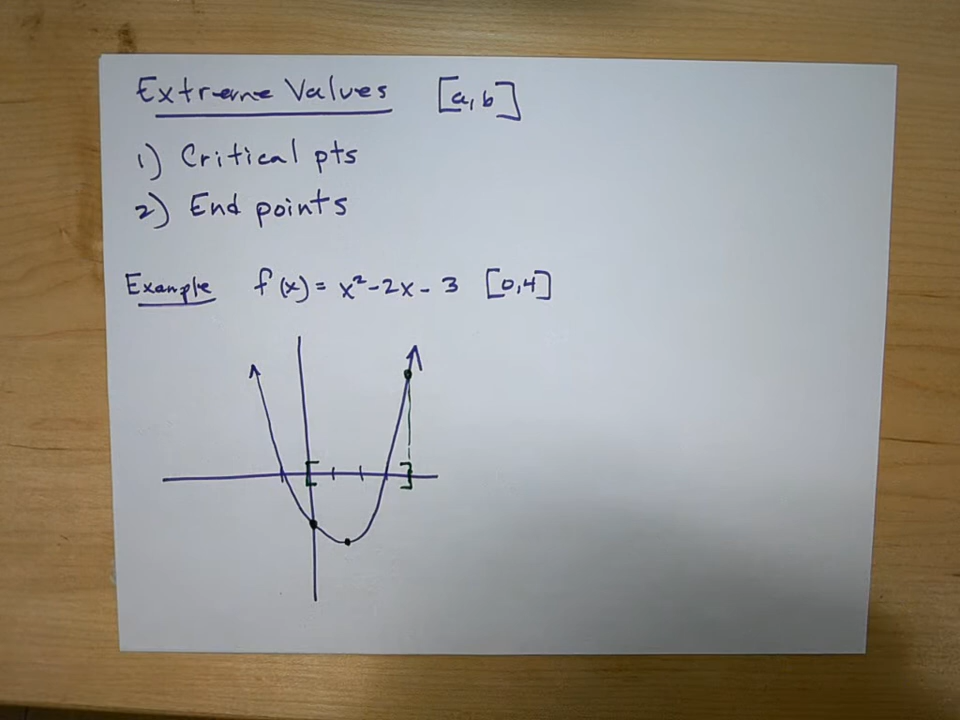 Extreme Values [a,b]
1) Critical pts
2) End points
Example f(x) = x²-2x-3 [0,4]